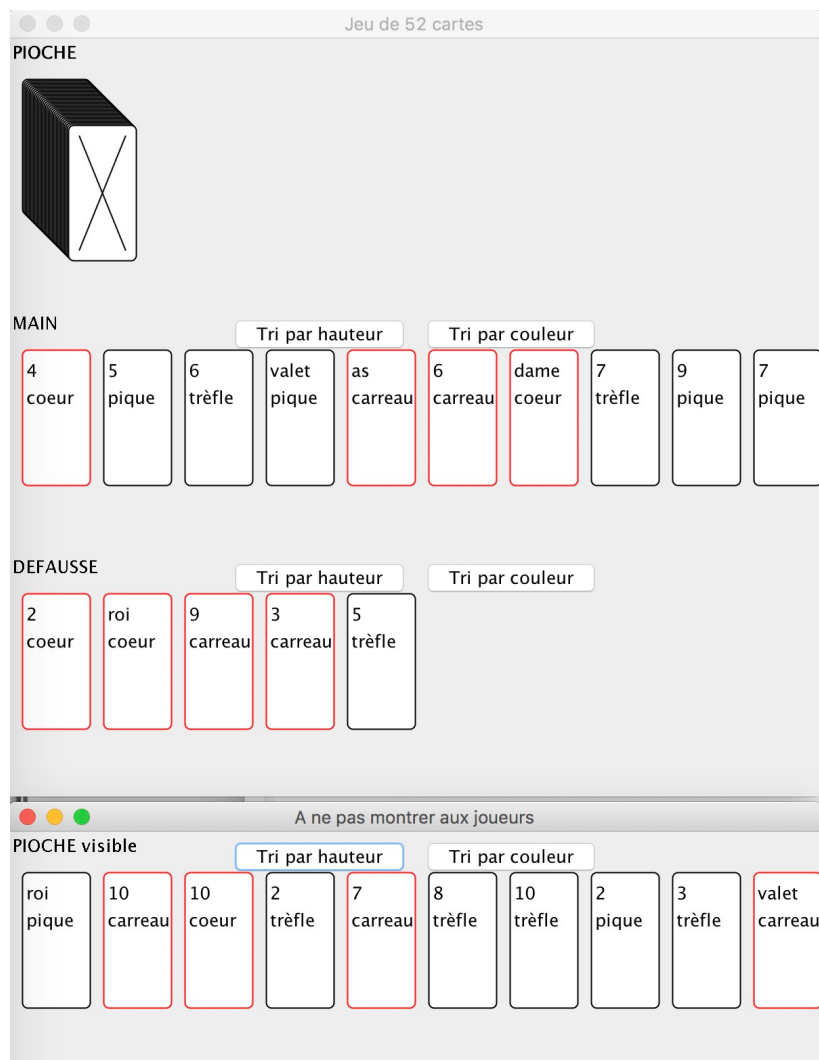 Jeu de 52 cartes
PIOCHE
MAIN
Tri par hauteur Tri par couleur
4 5 6 valet as 6 dame 7 9 7
coeur pique trèfle pique carreau carreau coeur trèfle pique pique
DEFAUSSE
Tri par hauteur Tri par couleur
2 roi 9 3 5
coeur coeur carreau carreau trèfle
A ne pas montrer aux joueurs
PIOCHE visible
Tri par hauteur Tri par couleur
roi 10 10 2 7 8 10 2 3 valet
pique carreau coeur trèfle carreau trèfle trèfle pique trèfle carreau